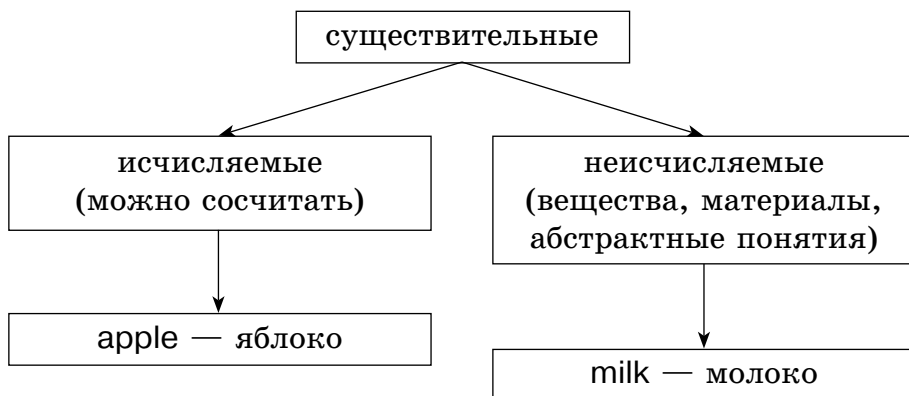 существительные
исчисляемые
(можно сосчитать)
неисчисляемые
(вещества, материалы,
абстрактные понятия)
apple — яблоко
milk — молоко